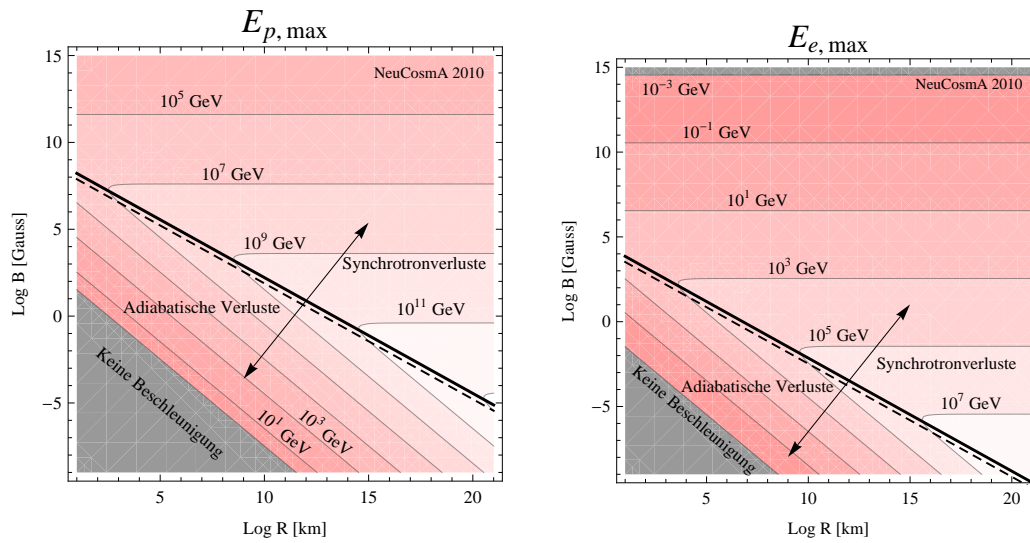 E_p, max
NeuCosmA 2010
10^5 GeV
10^7 GeV
10^9 GeV
Synchrotronverluste
Adiabatische Verluste
10^11 GeV
Keine Beschleunigung
10^1 GeV
10^3 GeV
15
10
5
0
−5
Log B [Gauss]
5
10
15
20
Log R [km]
E_e, max
NeuCosmA 2010
10^−3 GeV
10^−1 GeV
10^1 GeV
10^3 GeV
10^5 GeV
Synchrotronverluste
Adiabatische Verluste
10^7 GeV
Keine Beschleunigung
15
10
5
0
−5
Log B [Gauss]
5
10
15
20
Log R [km]